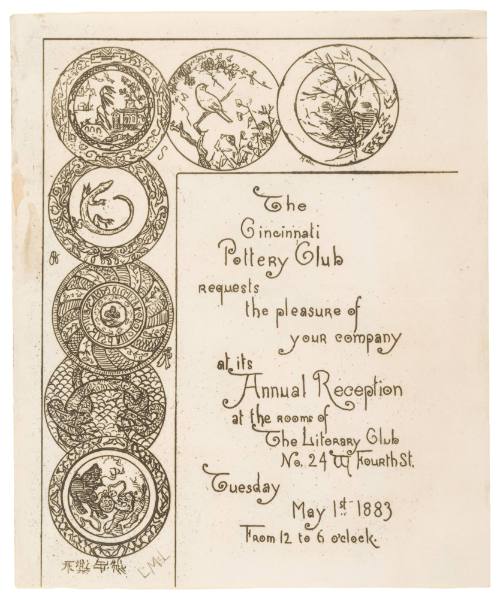 The
Cincinnati
Pottery Club
requests
the pleasure of
your company
at its
Annual Reception
at the rooms of
The Literary Club
No. 24 W Fourth St.
Tuesday
May 1st 1883
From 12 to 6 o'clock.